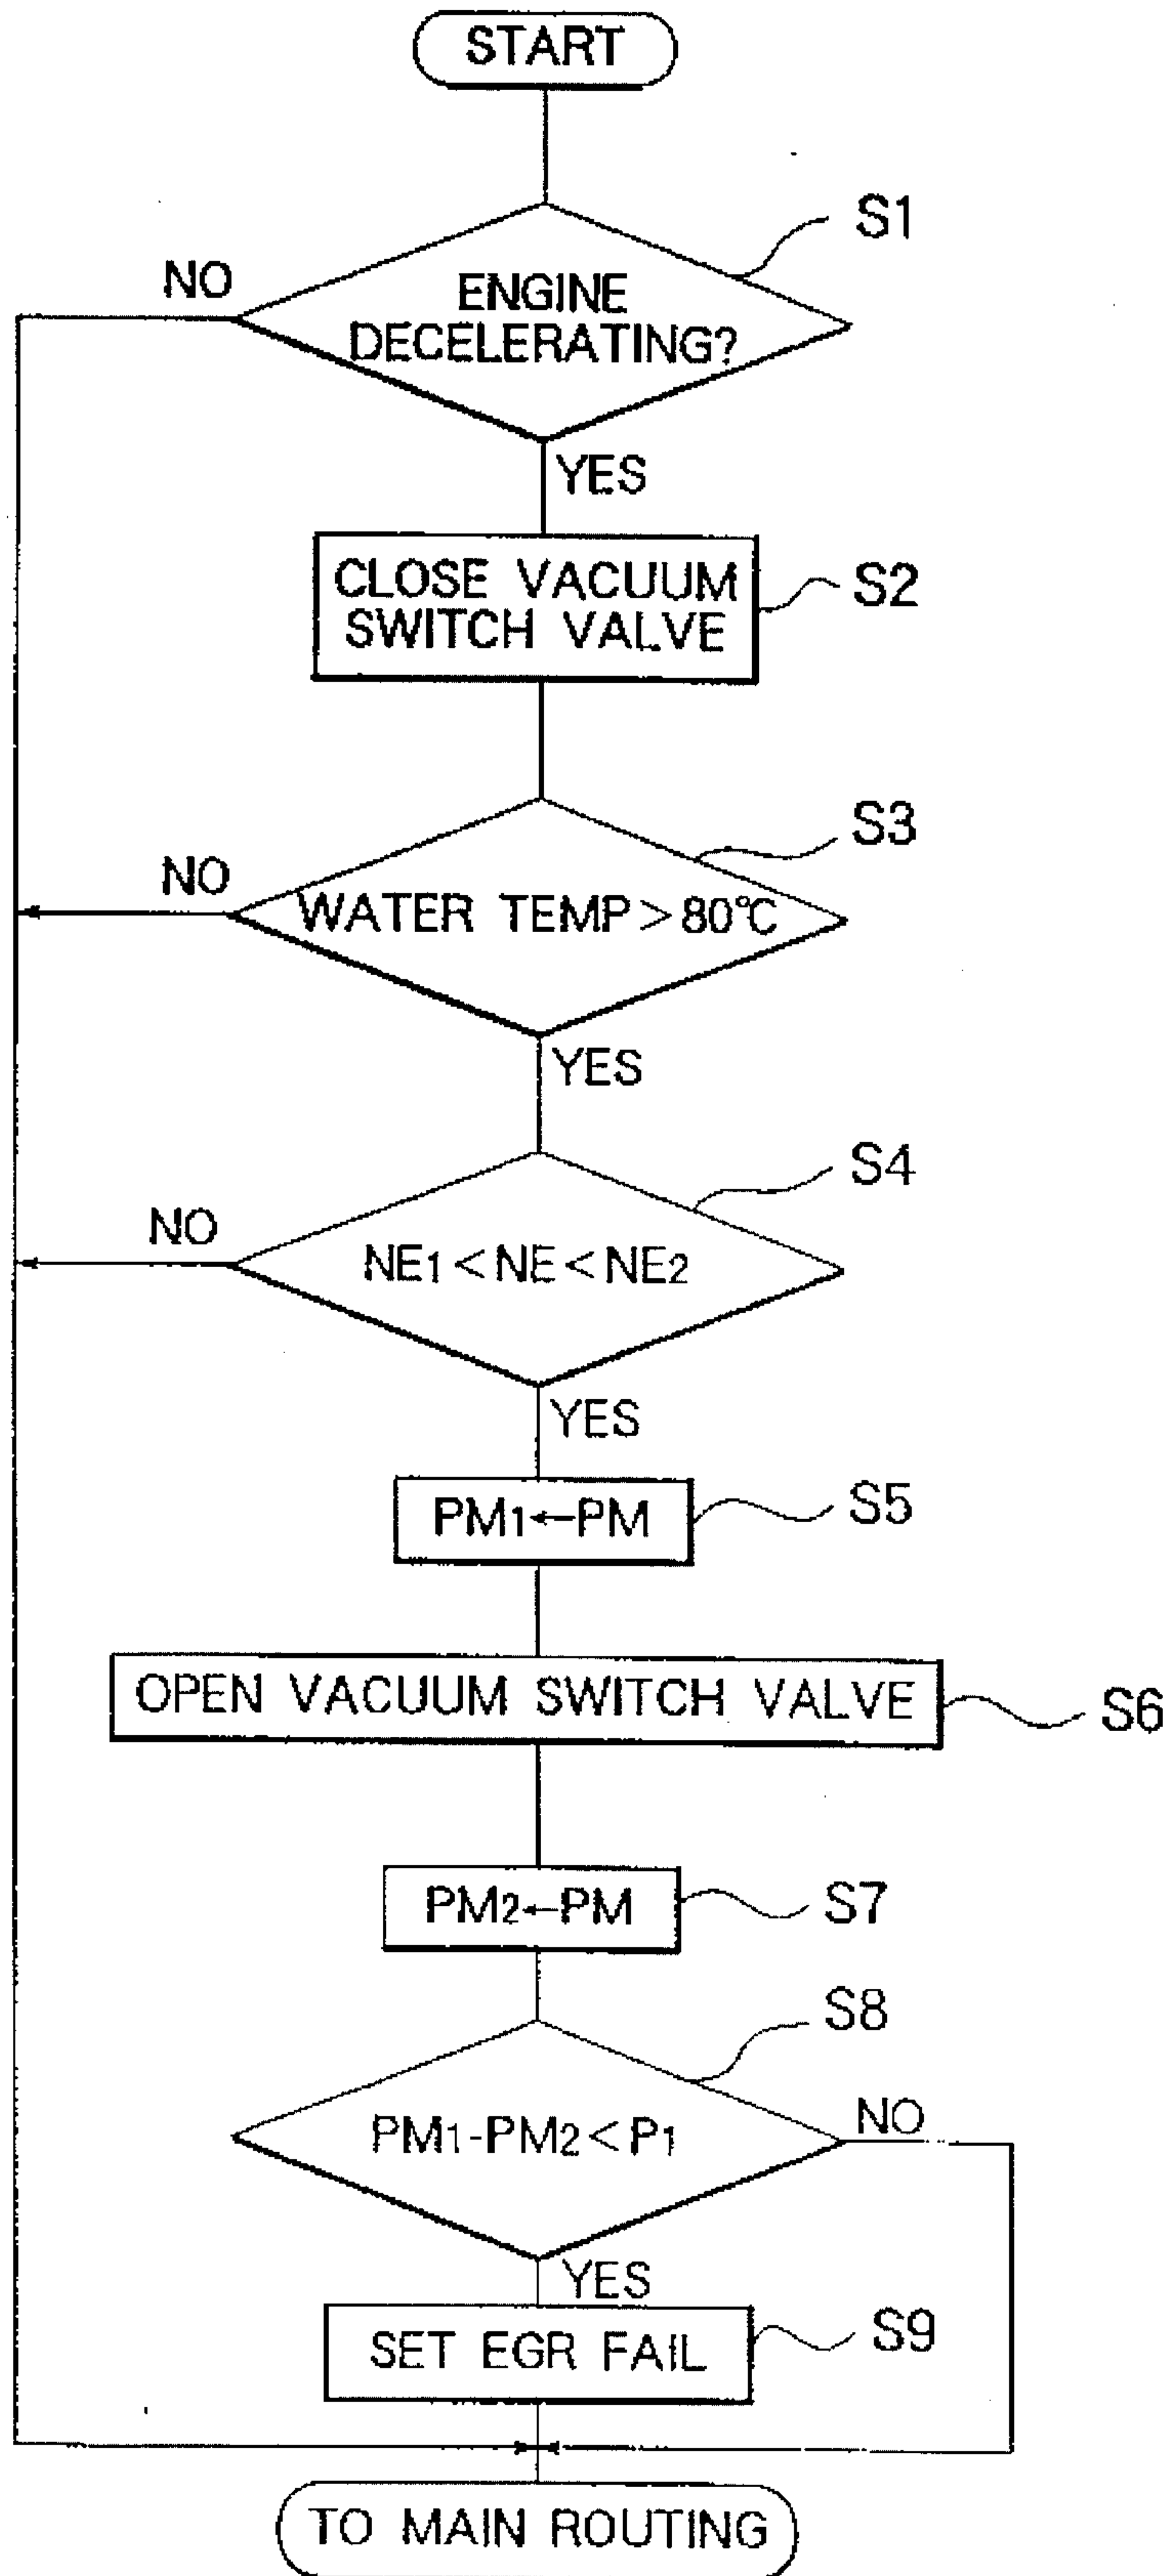 START
S1
NO
ENGINE
DECELERATING?
YES
CLOSE VACUUM
SWITCH VALVE
S2
S3
NO
WATER TEMP > 80℃
YES
S4
NO
NE1 < NE < NE2
YES
PM1←PM
S5
OPEN VACUUM SWITCH VALVE
S6
PM2←PM
S7
S8
PM1-PM2 < P1
NO
YES
SET EGR FAIL
S9
TO MAIN ROUTING